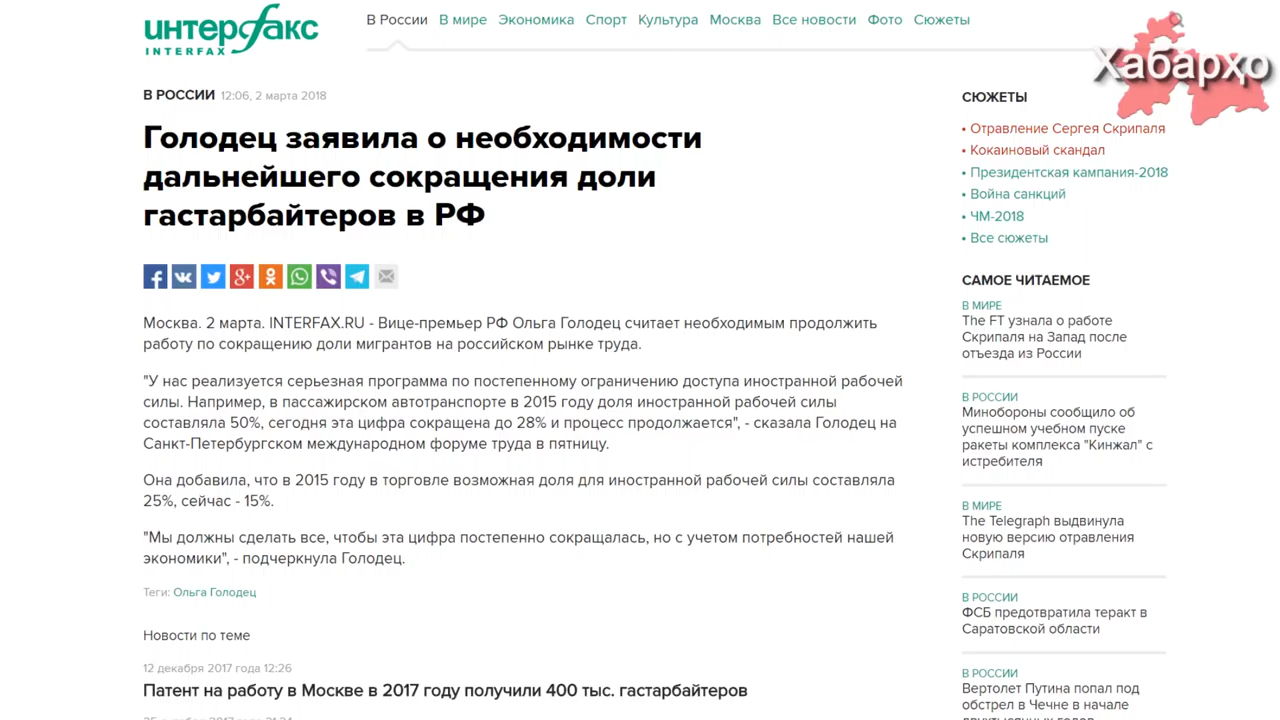 интерфакс
INTERFAX
В России В мире Экономика Спорт Культура Москва Все новости Фото Сюжеты
Хабарҳо
В РОССИИ 12:06, 2 марта 2018
Голодец заявила о необходимости
дальнейшего сокращения доли
гастарбайтеров в РФ
Москва. 2 марта. INTERFAX.RU - Вице-премьер РФ Ольга Голодец считает необходимым продолжить
работу по сокращению доли мигрантов на российском рынке труда.
"У нас реализуется серьезная программа по постепенному ограничению доступа иностранной рабочей
силы. Например, в пассажирском автотранспорте в 2015 году доля иностранной рабочей силы
составляла 50%, сегодня эта цифра сокращена до 28% и процесс продолжается", - сказала Голодец на
Санкт-Петербургском международном форуме труда в пятницу.
Она добавила, что в 2015 году в торговле возможная доля для иностранной рабочей силы составляла
25%, сейчас - 15%.
"Мы должны сделать все, чтобы эта цифра постепенно сокращалась, но с учетом потребностей нашей
экономики", - подчеркнула Голодец.
Теги: Ольга Голодец
Новости по теме
12 декабря 2017 года 12:26
Патент на работу в Москве в 2017 году получили 400 тыс. гастарбайтеров
СЮЖЕТЫ
• Отравление Сергея Скрипаля
• Кокаиновый скандал
• Президентская кампания-2018
• Война санкций
• ЧМ-2018
• Все сюжеты
САМОЕ ЧИТАЕМОЕ
В МИРЕ
The FT узнала о работе
Скрипаля на Запад после
отъезда из России
В РОССИИ
Минобороны сообщило об
успешном учебном пуске
ракеты комплекса "Кинжал" с
истребителя
В МИРЕ
The Telegraph выдвинула
новую версию отравления
Скрипаля
В РОССИИ
ФСБ предотвратила теракт в
Саратовской области
В РОССИИ
Вертолет Путина попал под
обстрел в Чечне в начале